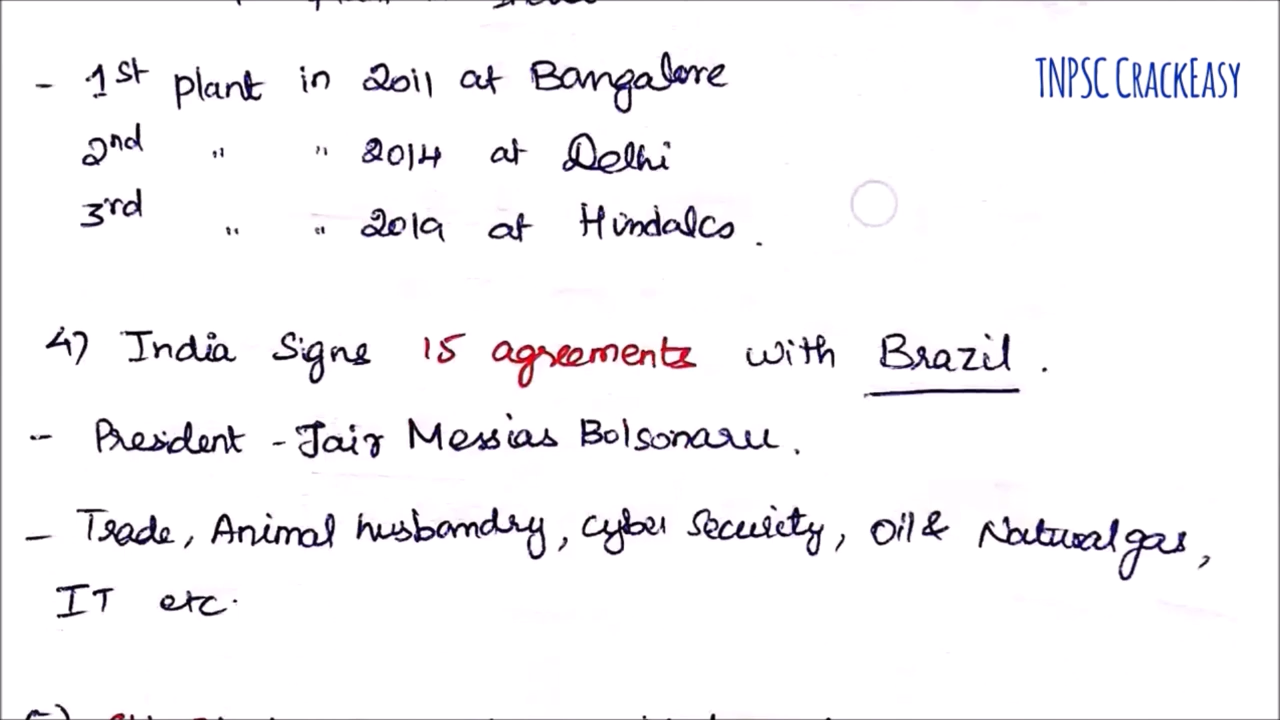 - 1st plant in 2011 at Bangalore
TNPSC CRACKEASY
2nd " " 2014 at Delhi
3rd " " 2019 at Hindalco.
4) India Signs 15 agreements with Brazil.
- President - Jair Messias Bolsonaru.
- Trade, Animal husbandry, cyber security, Oil & Natural gas,
IT etc.